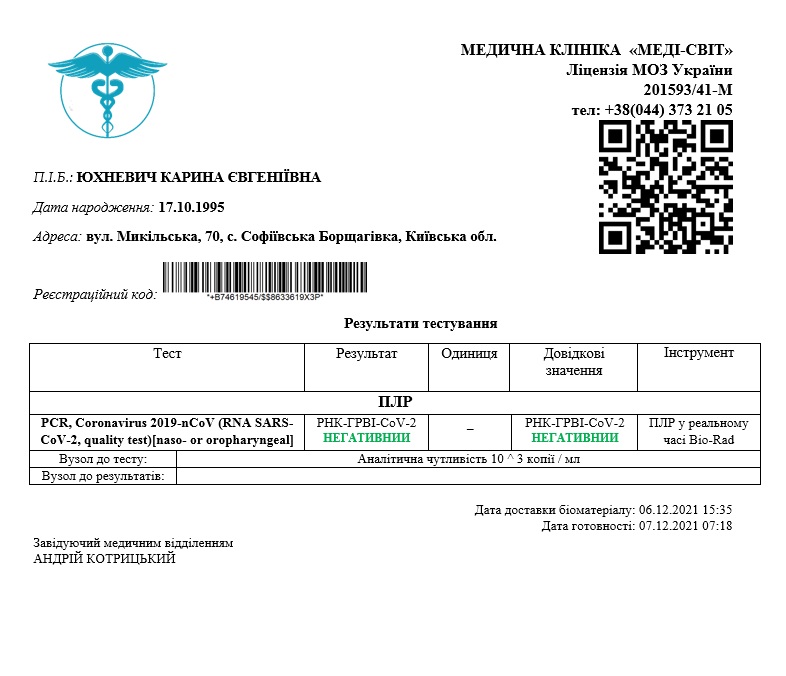 МЕДИЧНА КЛІНІКА «МЕДІ-СВІТ»
Ліцензія МОЗ України
201593/41-М
тел: +38(044) 373 21 05
П.І.Б.: ЮХНЕВИЧ КАРИНА ЄВГЕНІЇВНА
Дата народження: 17.10.1995
Адреса: вул. Микільська, 70, с. Софіївська Борщагівка, Київська обл.
Реєстраційний код:
*+B74619545/$$8633619X3P*
Результати тестування
Тест Результат Одиниця Довідкові значення Інструмент
ПЛР
PCR, Coronavirus 2019-nCoV (RNA SARS-
CoV-2, quality test)[naso- or oropharyngeal]
РНК-ГРВІ-CoV-2
НЕГАТИВНИИ
–
РНК-ГРВІ-CoV-2
НЕГАТИВНИИ
ПЛР у реальному
часі Bio-Rad
Вузол до тесту: Аналітична чутливість 10 ^ 3 копії / мл
Вузол до результатів:
Дата доставки біоматеріалу: 06.12.2021 15:35
Дата готовності: 07.12.2021 07:18
Завідуючий медичним відділенням
АНДРІЙ КОТРИЦЬКИЙ